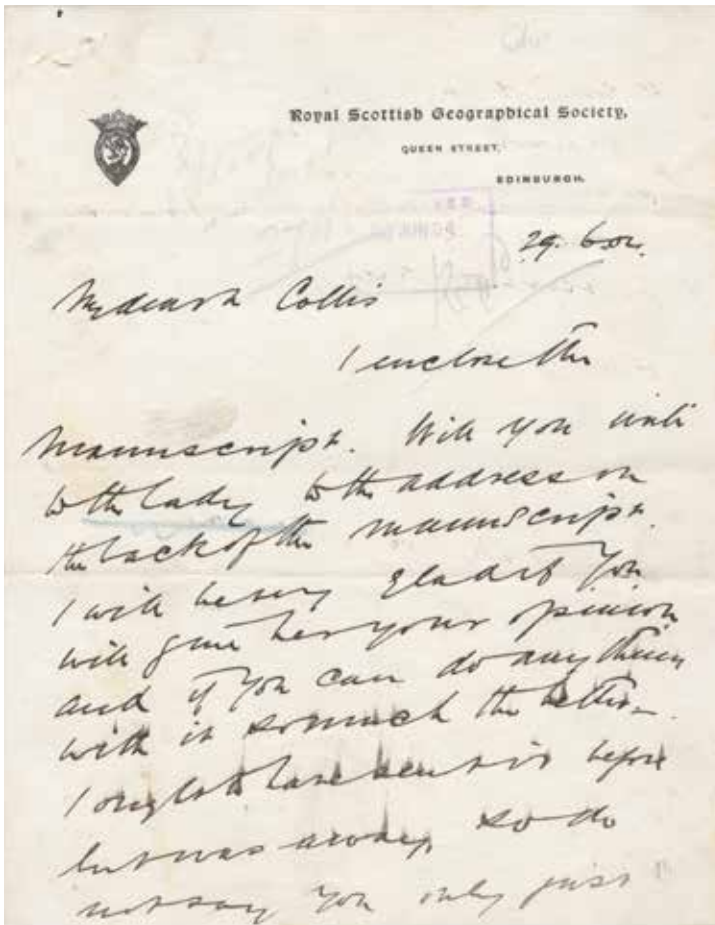 Royal Scottish Geographical Society,
QUEEN STREET,
EDINBURGH.
29. 6.04.
My dear Collis
I enclose the
manuscript. Will you write
to the lady to the address on
the back of the manuscript.
I will be very glad if you
will give her your opinion
and if you can do anything
with it so much the better.
I ought to have sent it before
but was away, so do
not say you only just